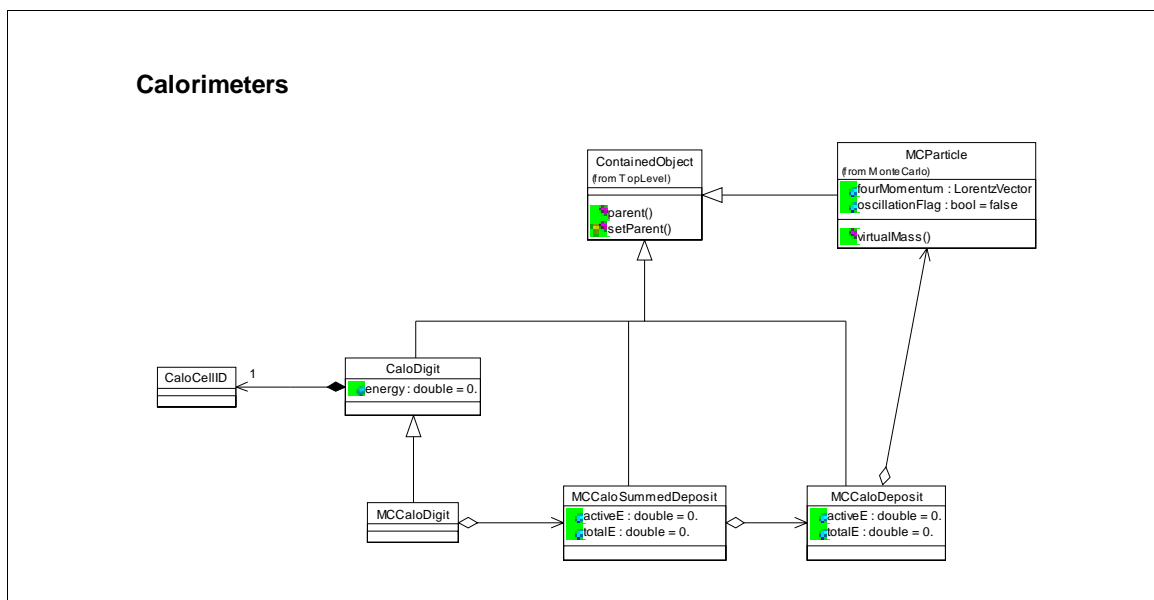 Calorimeters
ContainedObject
(from TopLevel)
parent()
setParent()
MCParticle
(from MonteCarlo)
fourMomentum : LorentzVector
oscillationFlag : bool = false
virtualMass()
CaloCellID
1
CaloDigit
energy : double = 0.
MCCaloDigit
MCCaloSummedDeposit
activeE : double = 0.
totalE : double = 0.
MCCaloDeposit
activeE : double = 0.
totalE : double = 0.